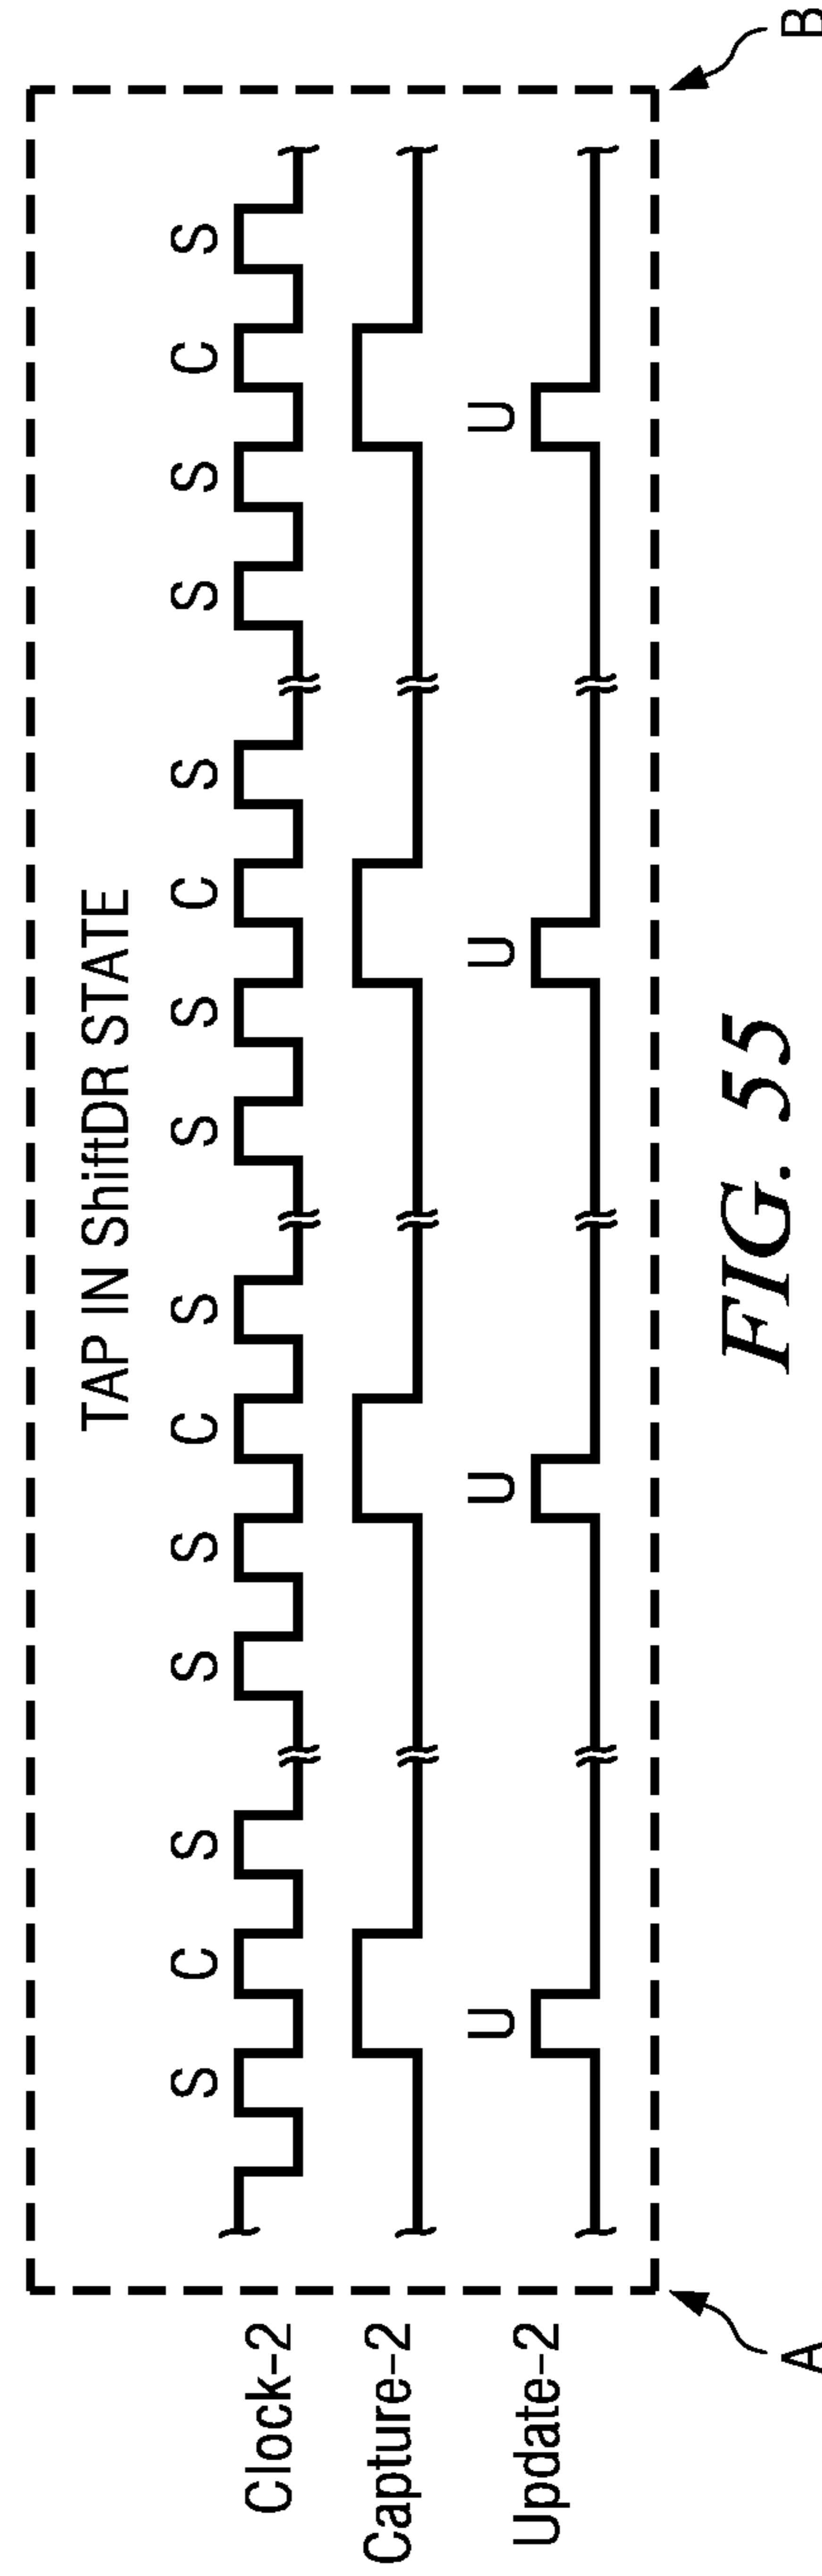 TAP IN ShiftDR STATE
S C S S S C S S S C S S S C S
Clock-2
Capture-2
U U U U
Update-2
A
B
FIG. 55